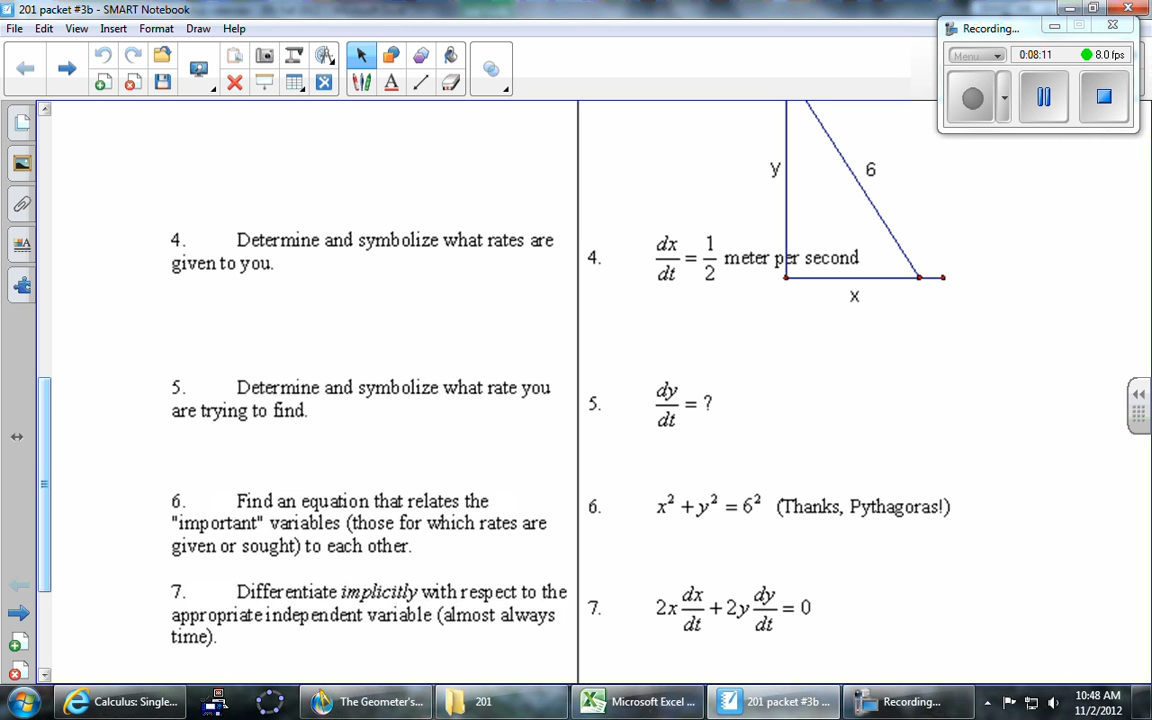 201 packet #3b - SMART Notebook
File Edit View Insert Format Draw Help
Recording...
Menu 0:08:11 8.0 fps
y
6
4. Determine and symbolize what rates are
given to you.
4. dx/dt = 1/2 meter per second
x
5. Determine and symbolize what rate you
are trying to find.
5. dy/dt = ?
6. Find an equation that relates the
"important" variables (those for which rates are
given or sought) to each other.
6. x² + y² = 6² (Thanks, Pythagoras!)
7. Differentiate implicitly with respect to the
appropriate independent variable (almost always
time).
7. 2x dx/dt + 2y dy/dt = 0
Calculus: Single... The Geometer's... 201 Microsoft Excel ... 201 packet #3b ... Recording...
10:48 AM
11/2/2012